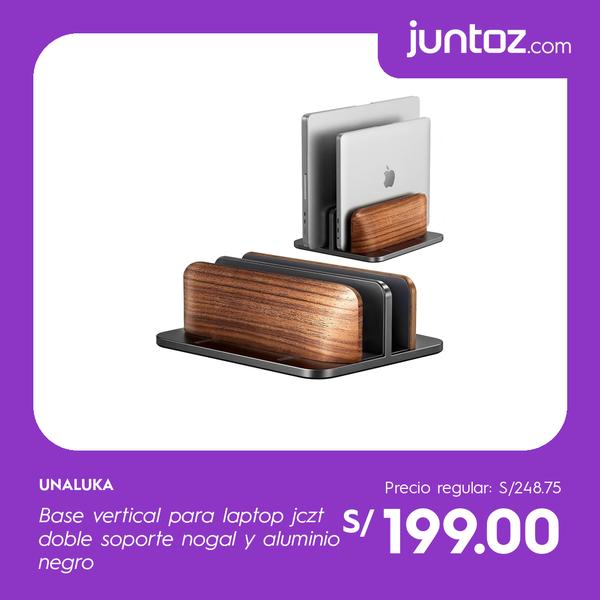 juntoz.com
UNALUKA
Base vertical para laptop jczt
doble soporte nogal y aluminio
negro
Precio regular: S/248.75
S/199.00